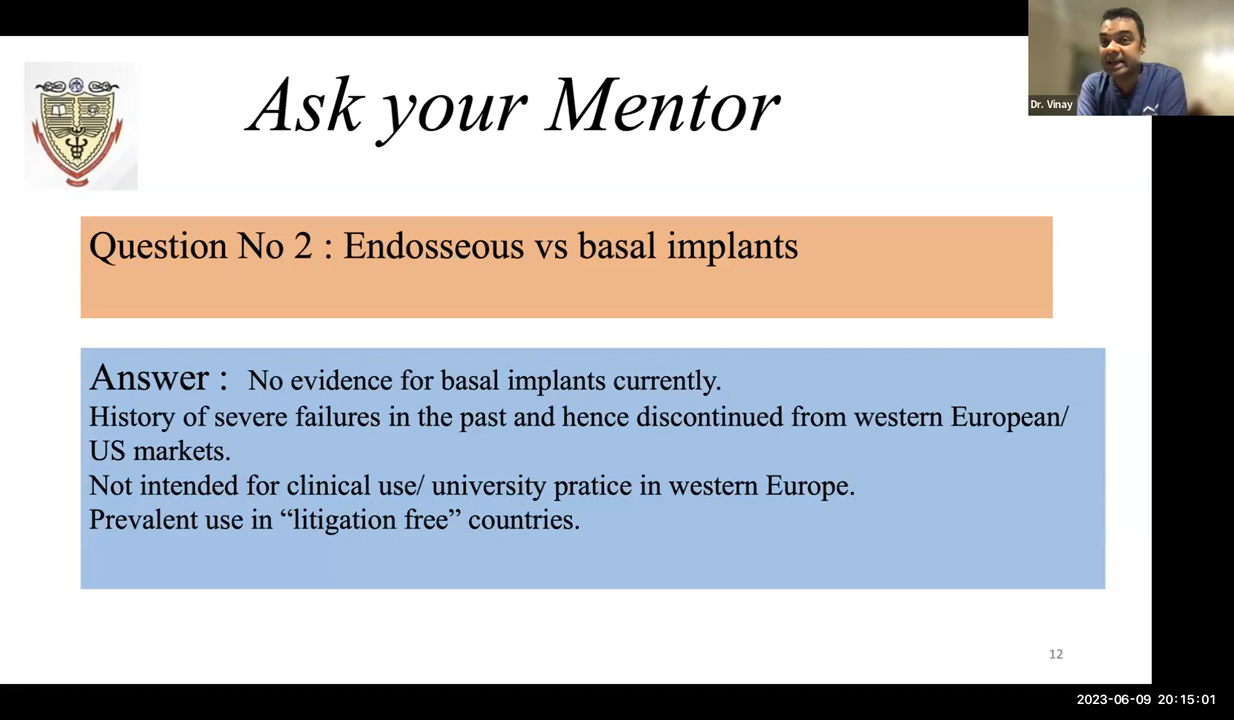 Ask your Mentor
Dr. Vinay
Question No 2 : Endosseous vs basal implants
Answer : No evidence for basal implants currently.
History of severe failures in the past and hence discontinued from western European/
US markets.
Not intended for clinical use/ university pratice in western Europe.
Prevalent use in “litigation free” countries.
12
2023-06-09 20:15:01